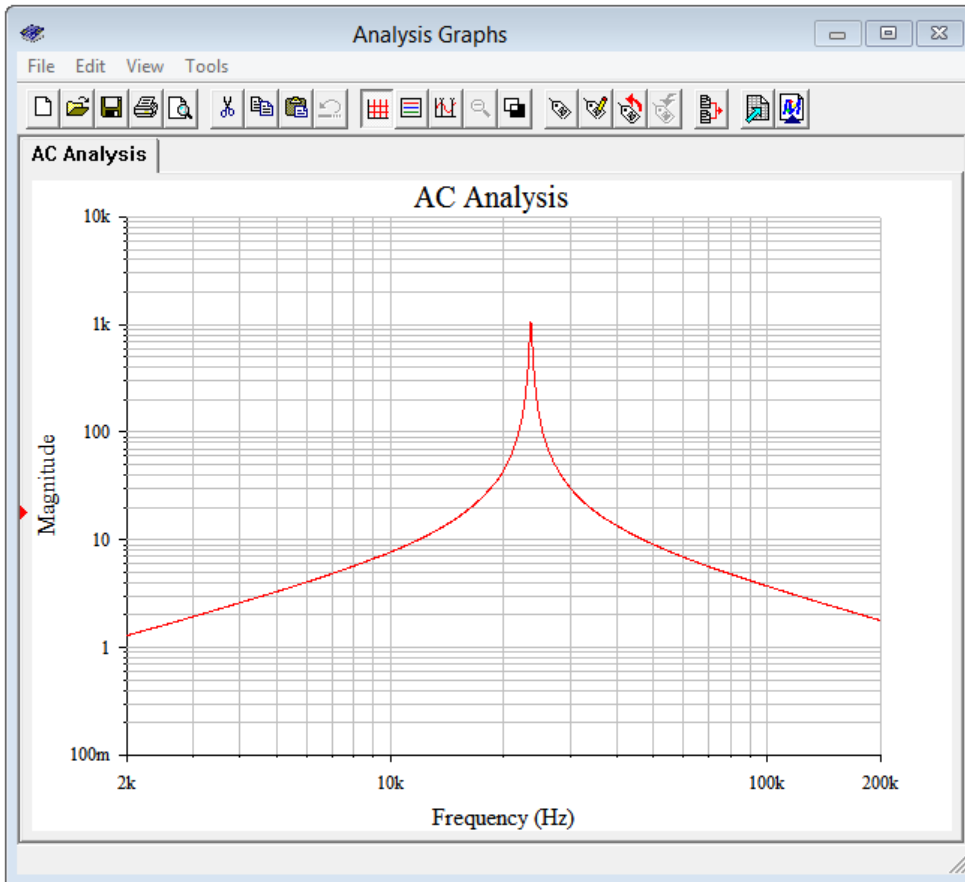 Analysis Graphs
File Edit View Tools
AC Analysis
AC Analysis
10k
1k
100
10
1
100m
Magnitude
2k 10k 100k 200k
Frequency (Hz)